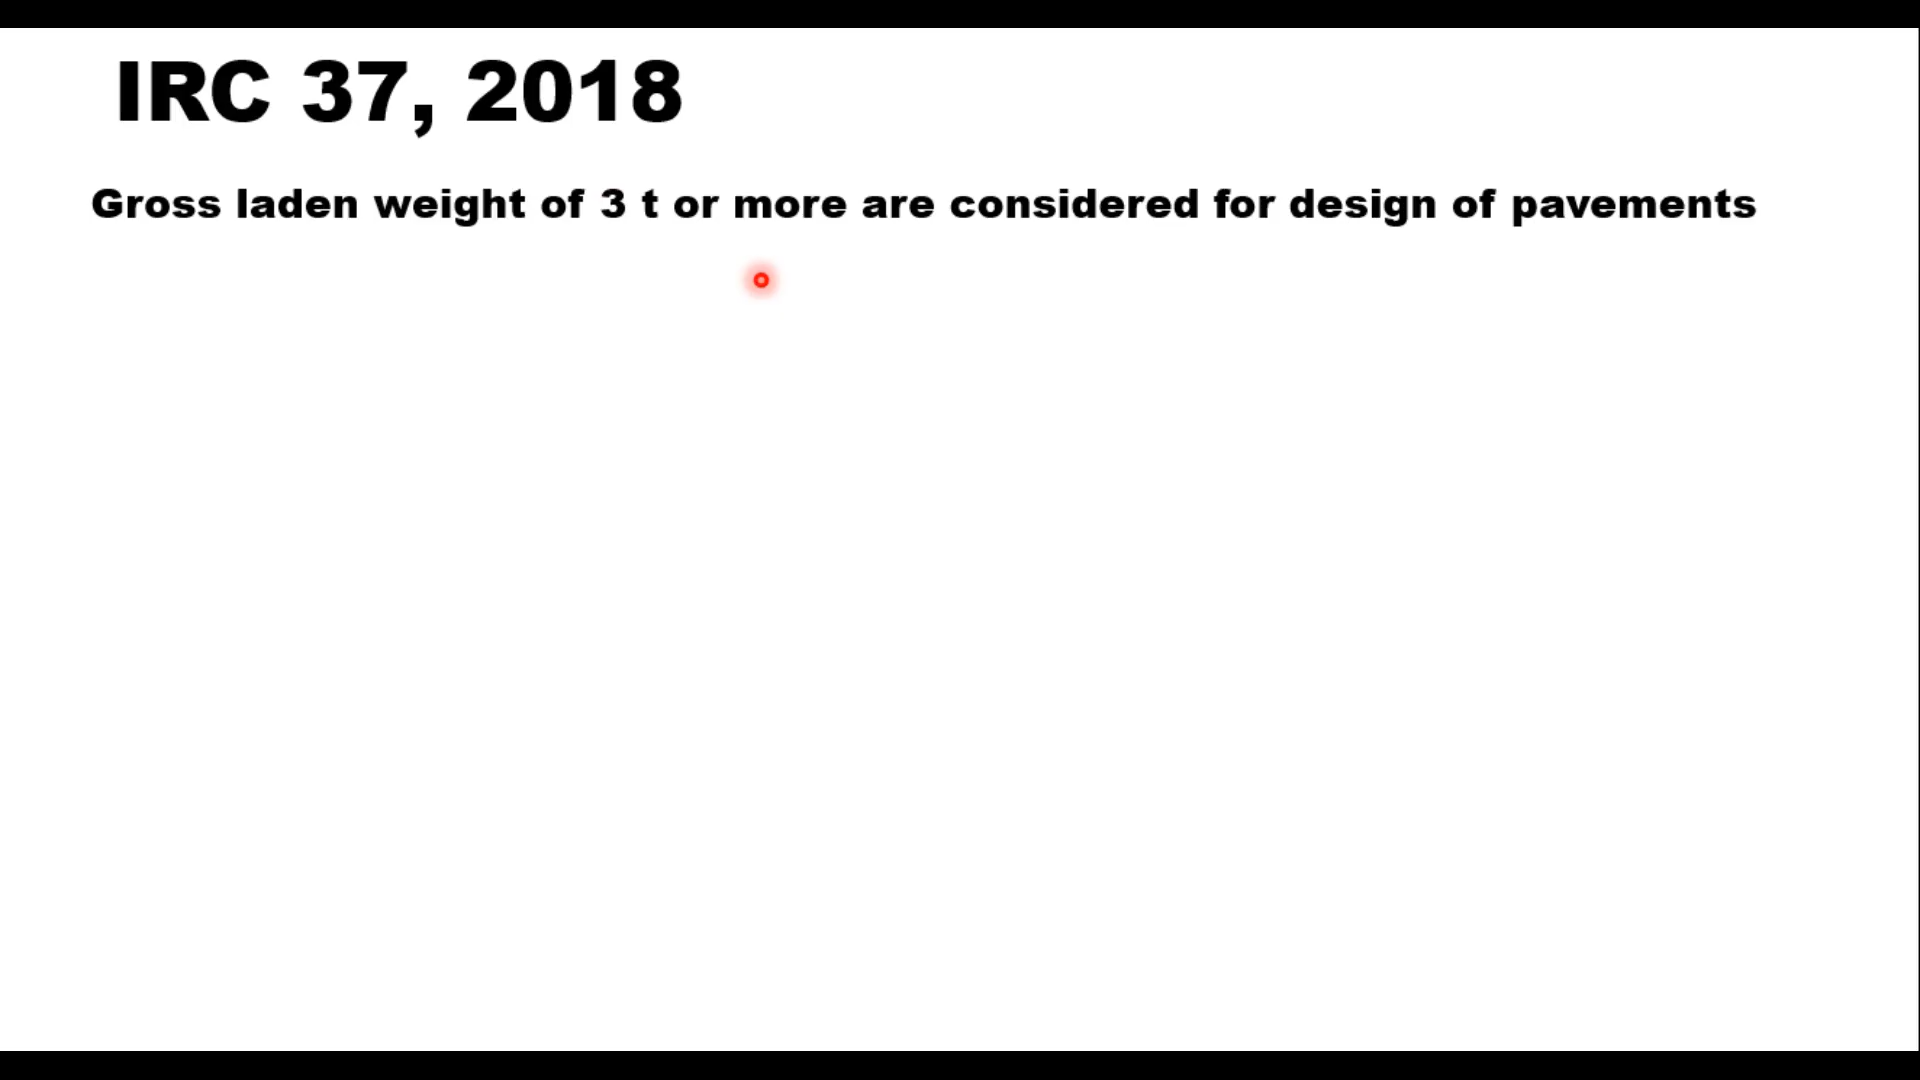 IRC 37, 2018
Gross laden weight of 3 t or more are considered for design of pavements